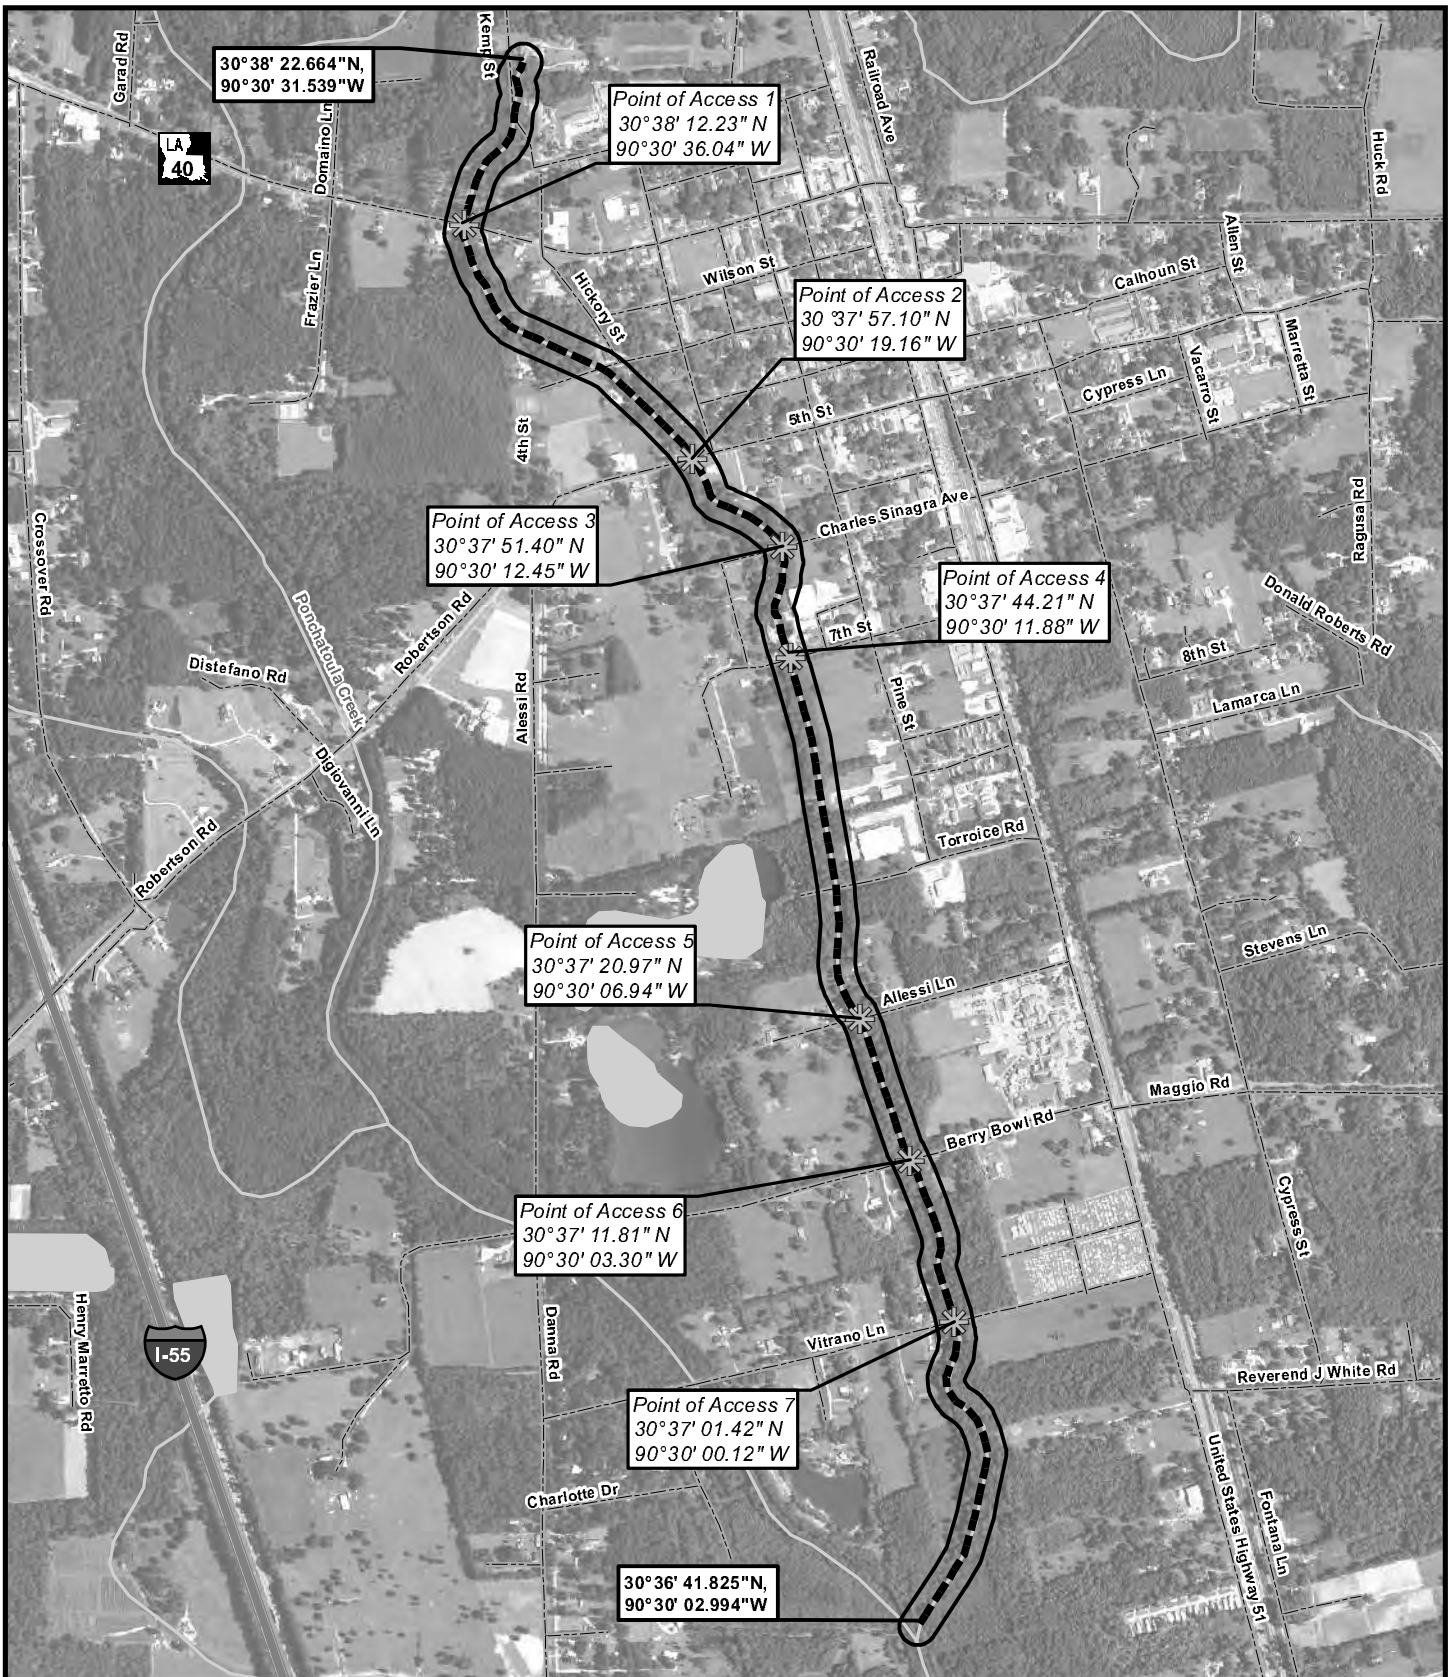 Kemp St
Garad Rd
30°38' 22.664"N,
90°30' 31.539"W
Railroad Ave
Point of Access 1
30°38' 12.23" N
90°30' 36.04" W
Domaino Ln
LA
40
Huck Rd
Allen St
Frazier Ln
Wilson St
Calhoun St
Hickory St
Point of Access 2
30 °37' 57.10" N
90°30' 19.16" W
Marretta St
Vacarro St
Cypress Ln
5th St
4th St
Charles Sinagra Ave
Ragusa Rd
Crossover Rd
Point of Access 3
30°37' 51.40" N
90°30' 12.45" W
Point of Access 4
30°37' 44.21" N
90°30' 11.88" W
Donald Roberts Rd
Ponchatoula Creek
Robertson Rd
7th St
8th St
Distefano Rd
Alessi Rd
Pine St
Lamarca Ln
Digiovanni Ln
Robertson Rd
Torroice Rd
Point of Access 5
30°37' 20.97" N
90°30' 06.94" W
Stevens Ln
Allessi Ln
Maggio Rd
Berry Bowl Rd
Point of Access 6
30°37' 11.81" N
90°30' 03.30" W
Cypress St
Henry Marretto Rd
I-55
Danna Rd
Vitrano Ln
Reverend J White Rd
Point of Access 7
30°37' 01.42" N
90°30' 00.12" W
Charlotte Dr
United States Highway 51
Fontana Ln
30°36' 41.825"N,
90°30' 02.994"W